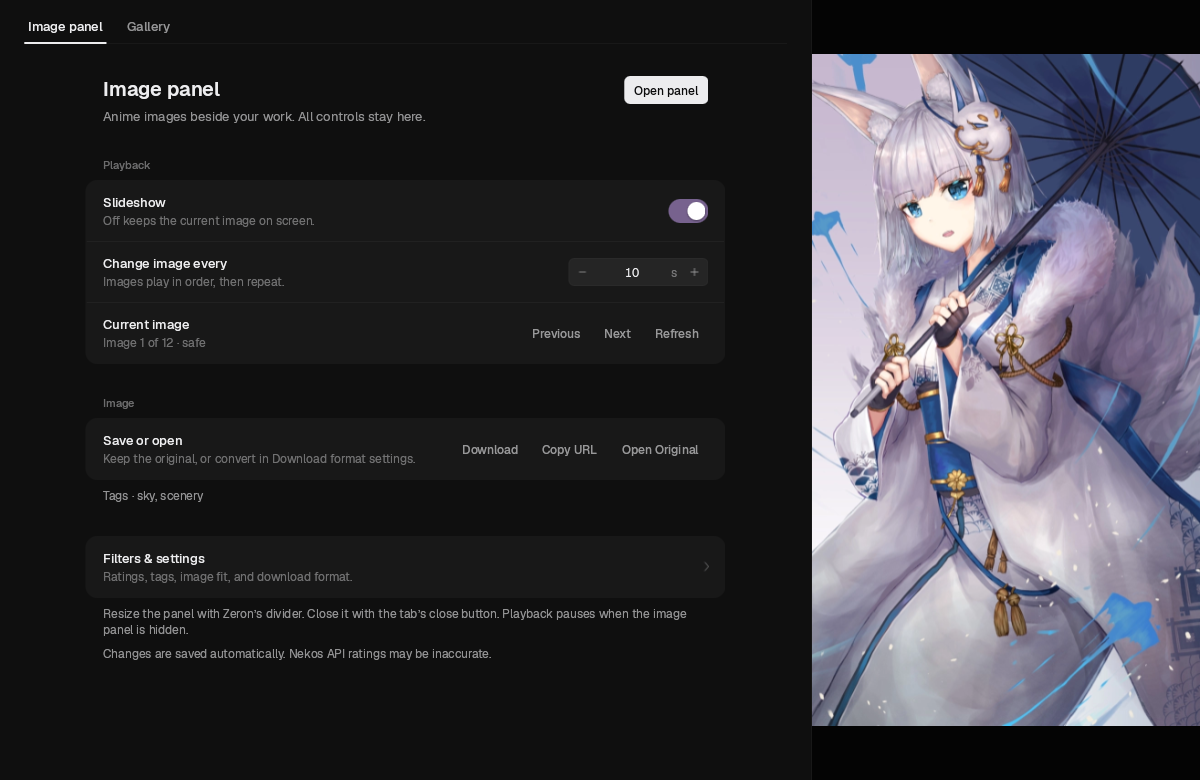 Image panel
Gallery
Image panel
Open panel
Anime images beside your work. All controls stay here.
Playback
Slideshow
Off keeps the current image on screen.
Change image every
Images play in order, then repeat.
− 10 s +
Current image
Image 1 of 12 · safe
Previous
Next
Refresh
Image
Save or open
Keep the original, or convert in Download format settings.
Download
Copy URL
Open Original
Tags · sky, scenery
Filters & settings
Ratings, tags, image fit, and download format.
Resize the panel with Zeron's divider. Close it with the tab's close button. Playback pauses when the image
panel is hidden.
Changes are saved automatically. Nekos API ratings may be inaccurate.